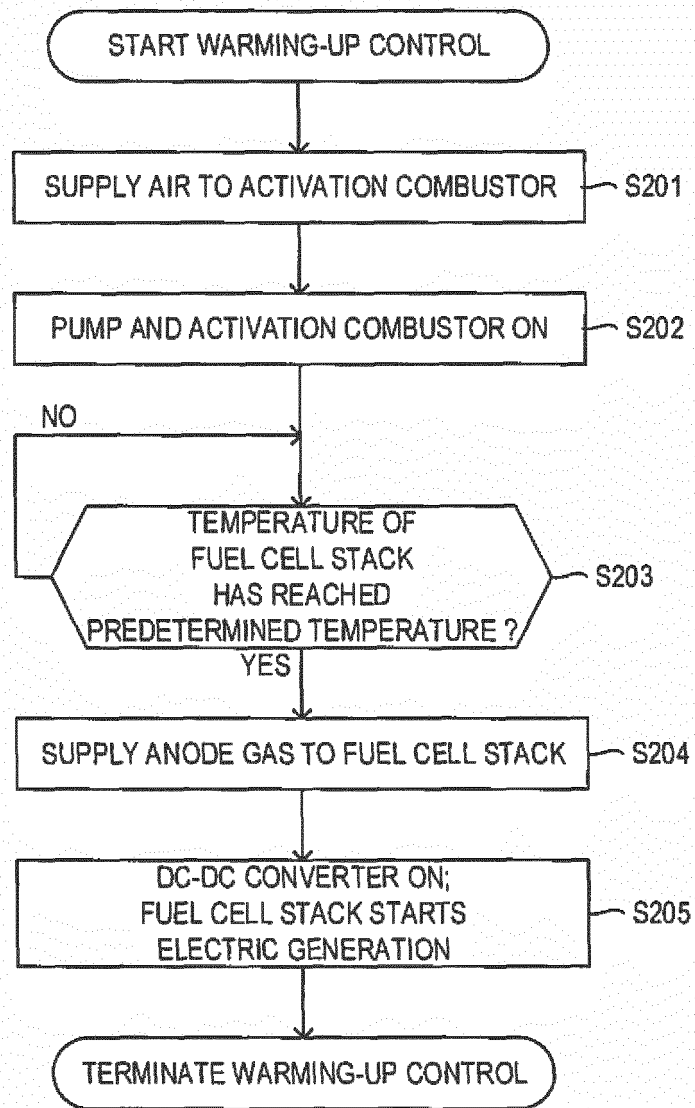 START WARMING-UP CONTROL
SUPPLY AIR TO ACTIVATION COMBUSTOR
S201
PUMP AND ACTIVATION COMBUSTOR ON
S202
NO
TEMPERATURE OF
FUEL CELL STACK
HAS REACHED
PREDETERMINED TEMPERATURE ?
S203
YES
SUPPLY ANODE GAS TO FUEL CELL STACK
S204
DC-DC CONVERTER ON;
FUEL CELL STACK STARTS
ELECTRIC GENERATION
S205
TERMINATE WARMING-UP CONTROL